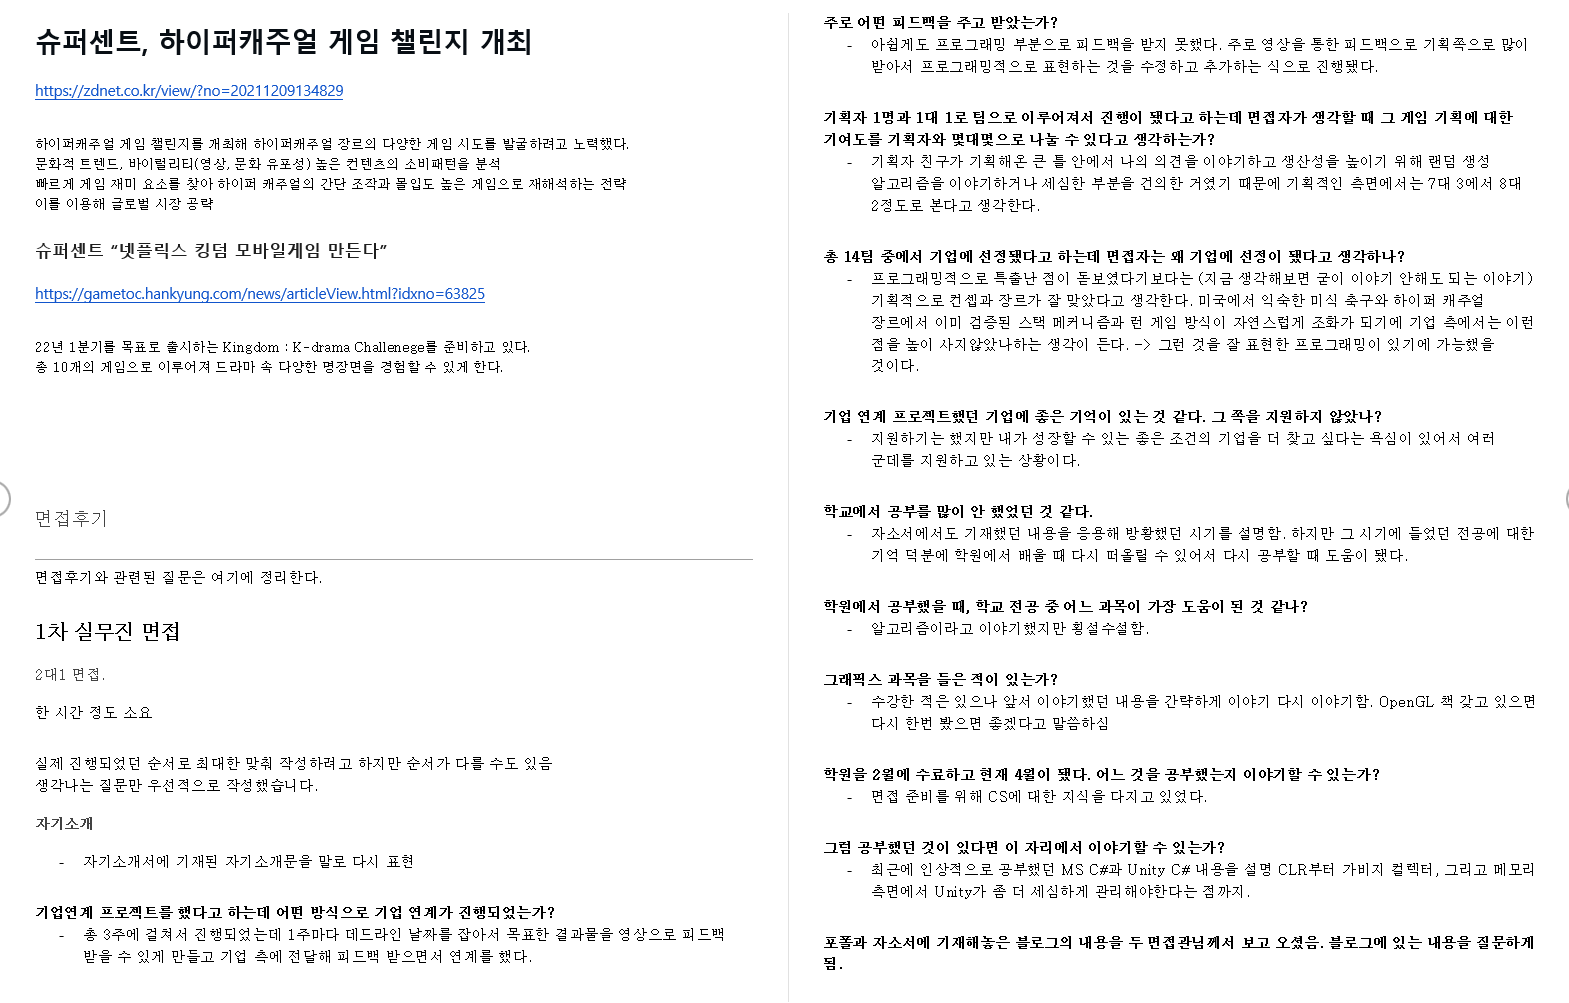 슈퍼센트, 하이퍼캐주얼 게임 챌린지 개최
https://zdnet.co.kr/view/?no=20211209134829
하이퍼캐주얼 게임 챌린지를 개최해 하이퍼캐주얼 장르의 다양한 게임 시도를 발굴하려고 노력했다.
문화적 트렌드, 바이럴리티(영상, 문화 유포성) 높은 컨텐츠의 소비패턴을 분석
빠르게 게임 재미 요소를 찾아 하이퍼 캐주얼의 간단 조작과 몰입도 높은 게임으로 재해석하는 전략
이를 이용해 글로벌 시장 공략
슈퍼센트 “넷플릭스 킹덤 모바일게임 만든다”
https://gametoc.hankyung.com/news/articleView.html?idxno=63825
22년 1분기를 목표로 출시하는 Kingdom : K-drama Challenege를 준비하고 있다.
총 10개의 게임으로 이루어져 드라마 속 다양한 명장면을 경험할 수 있게 한다.
면접후기
면접후기와 관련된 질문은 여기에 정리한다.
1차 실무진 면접
2대1 면접.
한 시간 정도 소요
실제 진행되었던 순서로 최대한 맞춰 작성하려고 하지만 순서가 다를 수도 있음
생각나는 질문만 우선적으로 작성했습니다.
자기소개
- 자기소개서에 기재된 자기소개문을 말로 다시 표현
기업연계 프로젝트를 했다고 하는데 어떤 방식으로 기업 연계가 진행되었는가?
- 총 3주에 걸쳐서 진행되었는데 1주마다 데드라인 날짜를 잡아서 목표한 결과물을 영상으로 피드백
받을 수 있게 만들고 기업 측에 전달해 피드백 받으면서 연계를 했다.
주로 어떤 피드백을 주고 받았는가?
- 아쉽게도 프로그래밍 부분으로 피드백을 받지 못했다. 주로 영상을 통한 피드백으로 기획쪽으로 많이
받아서 프로그래밍적으로 표현하는 것을 수정하고 추가하는 식으로 진행됐다.
기획자 1명과 1대 1로 팀으로 이루어져서 진행이 됐다고 하는데 면접자가 생각할 때 그 게임 기획에 대한
기여도를 기획자와 몇대몇으로 나눌 수 있다고 생각하는가?
- 기획자 친구가 기획해온 큰 틀 안에서 나의 의견을 이야기하고 생산성을 높이기 위해 랜덤 생성
알고리즘을 이야기하거나 세심한 부분을 건의한 거였기 때문에 기획적인 측면에서는 7대 3에서 8대
2정도로 본다고 생각한다.
총 14팀 중에서 기업에 선정됐다고 하는데 면접자는 왜 기업에 선정이 됐다고 생각하나?
- 프로그래밍적으로 특출난 점이 돋보였다기보다는 (지금 생각해보면 굳이 이야기 안해도 되는 이야기)
기획적으로 컨셉과 장르가 잘 맞았다고 생각한다. 미국에서 익숙한 미식 축구와 하이퍼 캐주얼
장르에서 이미 검증된 스택 메커니즘과 런 게임 방식이 자연스럽게 조화가 되기에 기업 측에서는 이런
점을 높이 사지않았나하는 생각이 든다. -> 그런 것을 잘 표현한 프로그래밍이 있기에 가능했을
것이다.
기업 연계 프로젝트했던 기업에 좋은 기억이 있는 것 같다. 그 쪽을 지원하지 않았나?
- 지원하기는 했지만 내가 성장할 수 있는 좋은 조건의 기업을 더 찾고 싶다는 욕심이 있어서 여러
군데를 지원하고 있는 상황이다.
학교에서 공부를 많이 안 했었던 것 같다.
- 자소서에서도 기재했던 내용을 응용해 방황했던 시기를 설명함. 하지만 그 시기에 들었던 전공에 대한
기억 덕분에 학원에서 배울 때 다시 떠올릴 수 있어서 다시 공부할 때 도움이 됐다.
학원에서 공부했을 때, 학교 전공 중 어느 과목이 가장 도움이 된 것 같나?
- 알고리즘이라고 이야기했지만 횡설수설함.
그래픽스 과목을 들은 적이 있는가?
- 수강한 적은 있으나 앞서 이야기했던 내용을 간략하게 이야기 다시 이야기함. OpenGL 책 갖고 있으면
다시 한번 봤으면 좋겠다고 말씀하심
학원을 2월에 수료하고 현재 4월이 됐다. 어느 것을 공부했는지 이야기할 수 있는가?
- 면접 준비를 위해 CS에 대한 지식을 다지고 있었다.
그럼 공부했던 것이 있다면 이 자리에서 이야기할 수 있는가?
- 최근에 인상적으로 공부했던 MS C#과 Unity C# 내용을 설명 CLR부터 가비지 컬렉터, 그리고 메모리
측면에서 Unity가 좀 더 세심하게 관리해야한다는 점까지.
포폴과 자소서에 기재해놓은 블로그의 내용을 두 면접관님께서 보고 오셨음. 블로그에 있는 내용을 질문하게
됨.